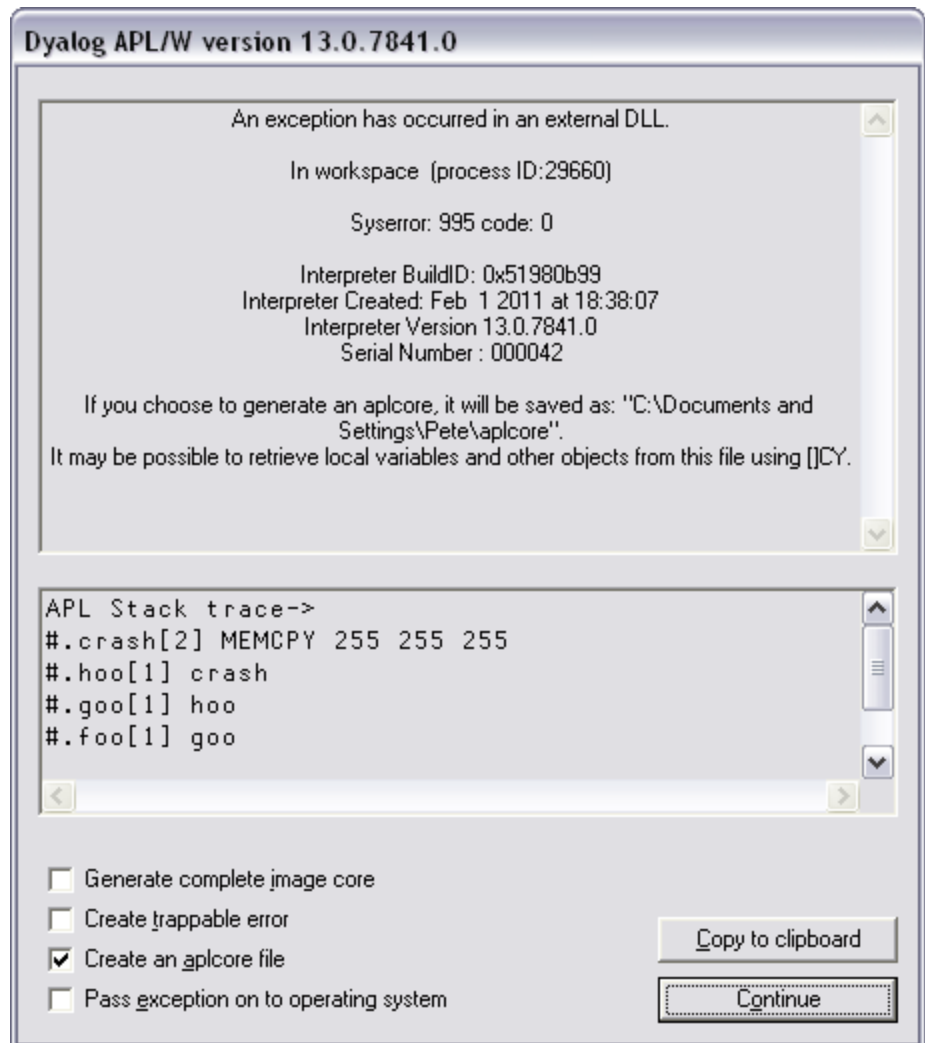 Dyalog APL/W version 13.0.7841.0
An exception has occurred in an external DLL.
In workspace (process ID:29660)
Syserror: 995 code: 0
Interpreter BuildID: 0x51980b99
Interpreter Created: Feb  1 2011 at 18:38:07
Interpreter Version 13.0.7841.0
Serial Number : 000042
If you choose to generate an aplcore, it will be saved as: "C:\Documents and
Settings\Pete\aplcore".
It may be possible to retrieve local variables and other objects from this file using []CY.
APL Stack trace->
#.crash[2] MEMCPY 255 255 255
#.hoo[1] crash
#.goo[1] hoo
#.foo[1] goo
Generate complete image core
Create trappable error
Create an aplcore file
Pass exception on to operating system
Copy to clipboard
Continue